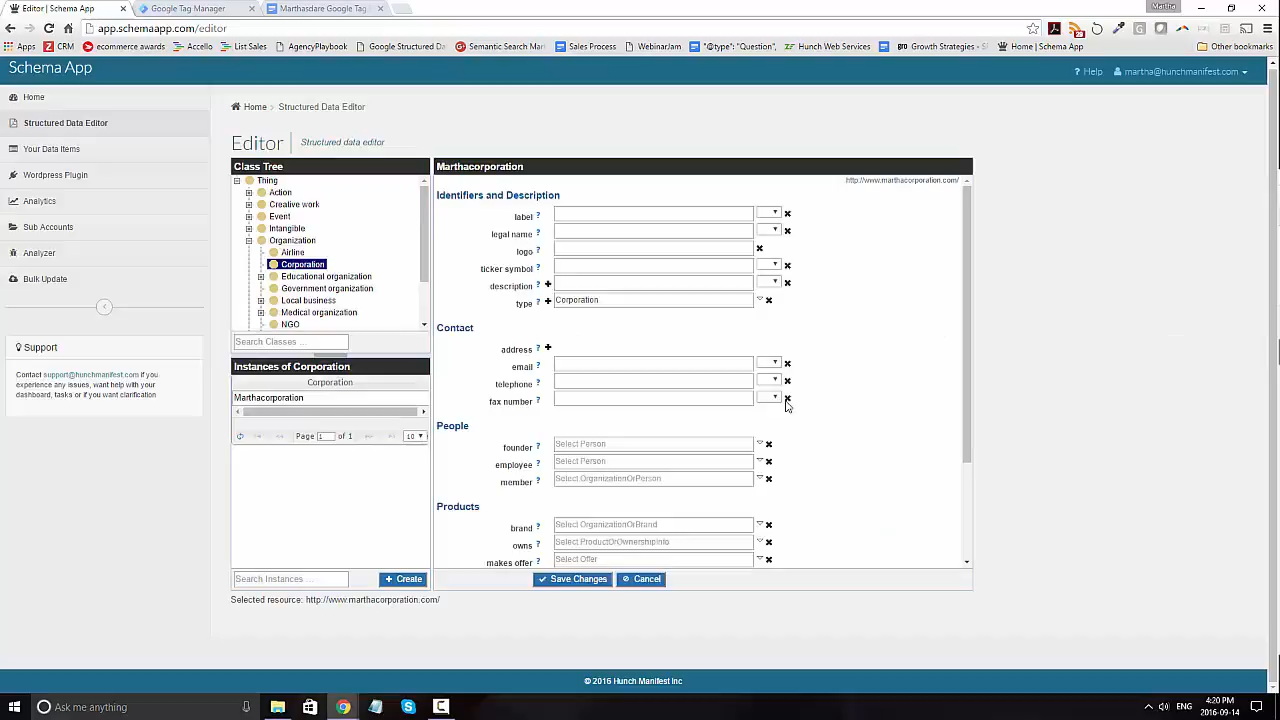 Editor | Schema App
Google Tag Manager
Marthasdare Google Tag
Martha
app.schemaapp.com/editor
Apps
CRM
ecommerce awards
Accello
List Sales
AgencyPlaybook
Google Structured Da
Semantic Search Mar
Sales Process
WebinarJam
"@type": "Question",
Hunch Web Services
Growth Strategies -
Home | Schema App
Other bookmarks
Schema App
? Help
martha@hunchmanifest.com
Home
Structured Data Editor
Your Data Items
Wordpress Plugin
Analytics
Sub Accounts
Analyzer
Bulk Update
Support
Contact support@hunchmanifest.com if you
experience any issues, want help with your
dashboard, tasks or if you want clarification
Home > Structured Data Editor
Editor
Structured data editor
Class Tree
Thing
Action
Creative work
Event
Intangible
Organization
Airline
Corporation
Educational organization
Government organization
Local business
Medical organization
NGO
Search Classes ...
Instances of Corporation
Corporation
Marthacorporation
Page 1 of 1
10
Search Instances ...
+ Create
Selected resource: http://www.marthacorporation.com/
Marthacorporation
http://www.marthacorporation.com/
Identifiers and Description
label ?
legal name ?
logo ?
ticker symbol ?
description ?
type ? Corporation
Contact
address ?
email ?
telephone ?
fax number ?
People
founder ? Select Person
employee ? Select Person
member ? Select OrganizationOrPerson
Products
brand ? Select OrganizationOrBrand
owns ? Select ProductOrOwnershipInfo
makes offer ? Select Offer
Save Changes
Cancel
© 2016 Hunch Manifest Inc
Ask me anything
ENG
4:20 PM
2016-09-14